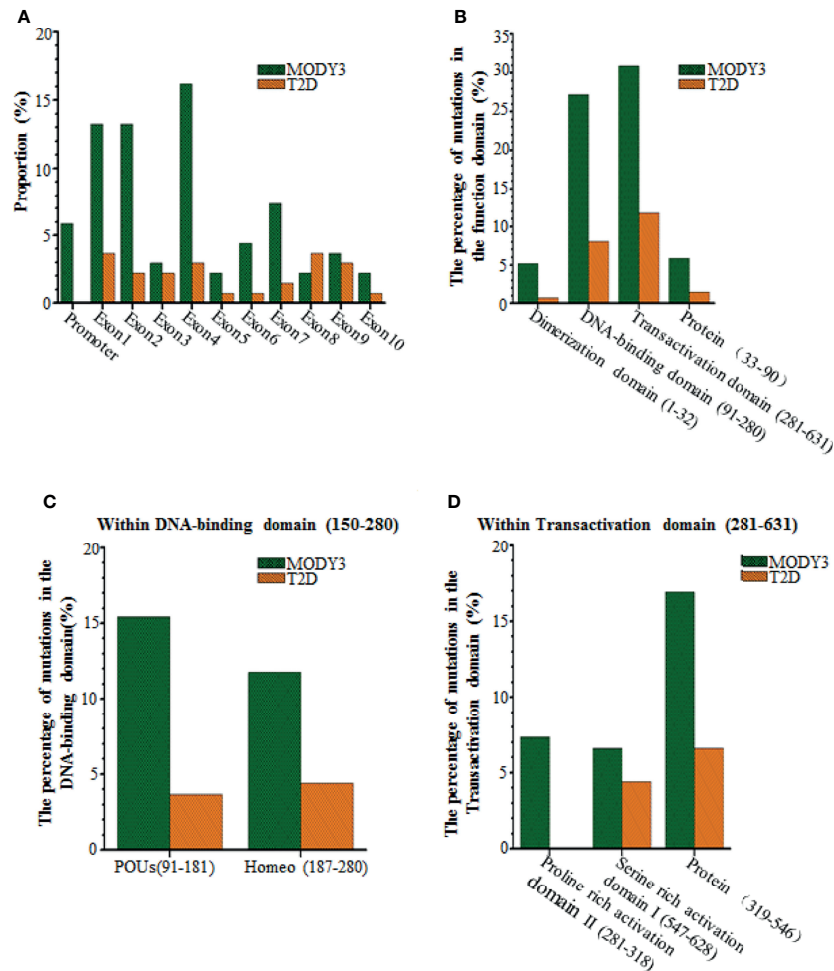 A
Proportion (%)
20
15
10
5
0
MODY3
T2D
Promoter
Exon1
Exon2
Exon3
Exon4
Exon5
Exon6
Exon7
Exon8
Exon9
Exon10
B
The percentage of mutations in
the function domain (%)
35
30
25
20
15
10
5
0
MODY3
T2D
Dimerization domain (1-32)
DNA-binding domain (91-280)
Transactivation domain (281-631)
Protein (33-90)
C
Within DNA-binding domain (150-280)
The percentage of mutations in the
DNA-binding domain(%)
20
15
10
5
0
MODY3
T2D
POUs(91-181)
Homeo (187-280)
D
Within Transactivation domain (281-631)
The percentage of mutations in the
Transactivation domain (%)
20
15
10
5
0
MODY3
T2D
Proline rich activation
domain II (281-318)
Serine rich activation
domain I (547-628)
Protein (319-546)